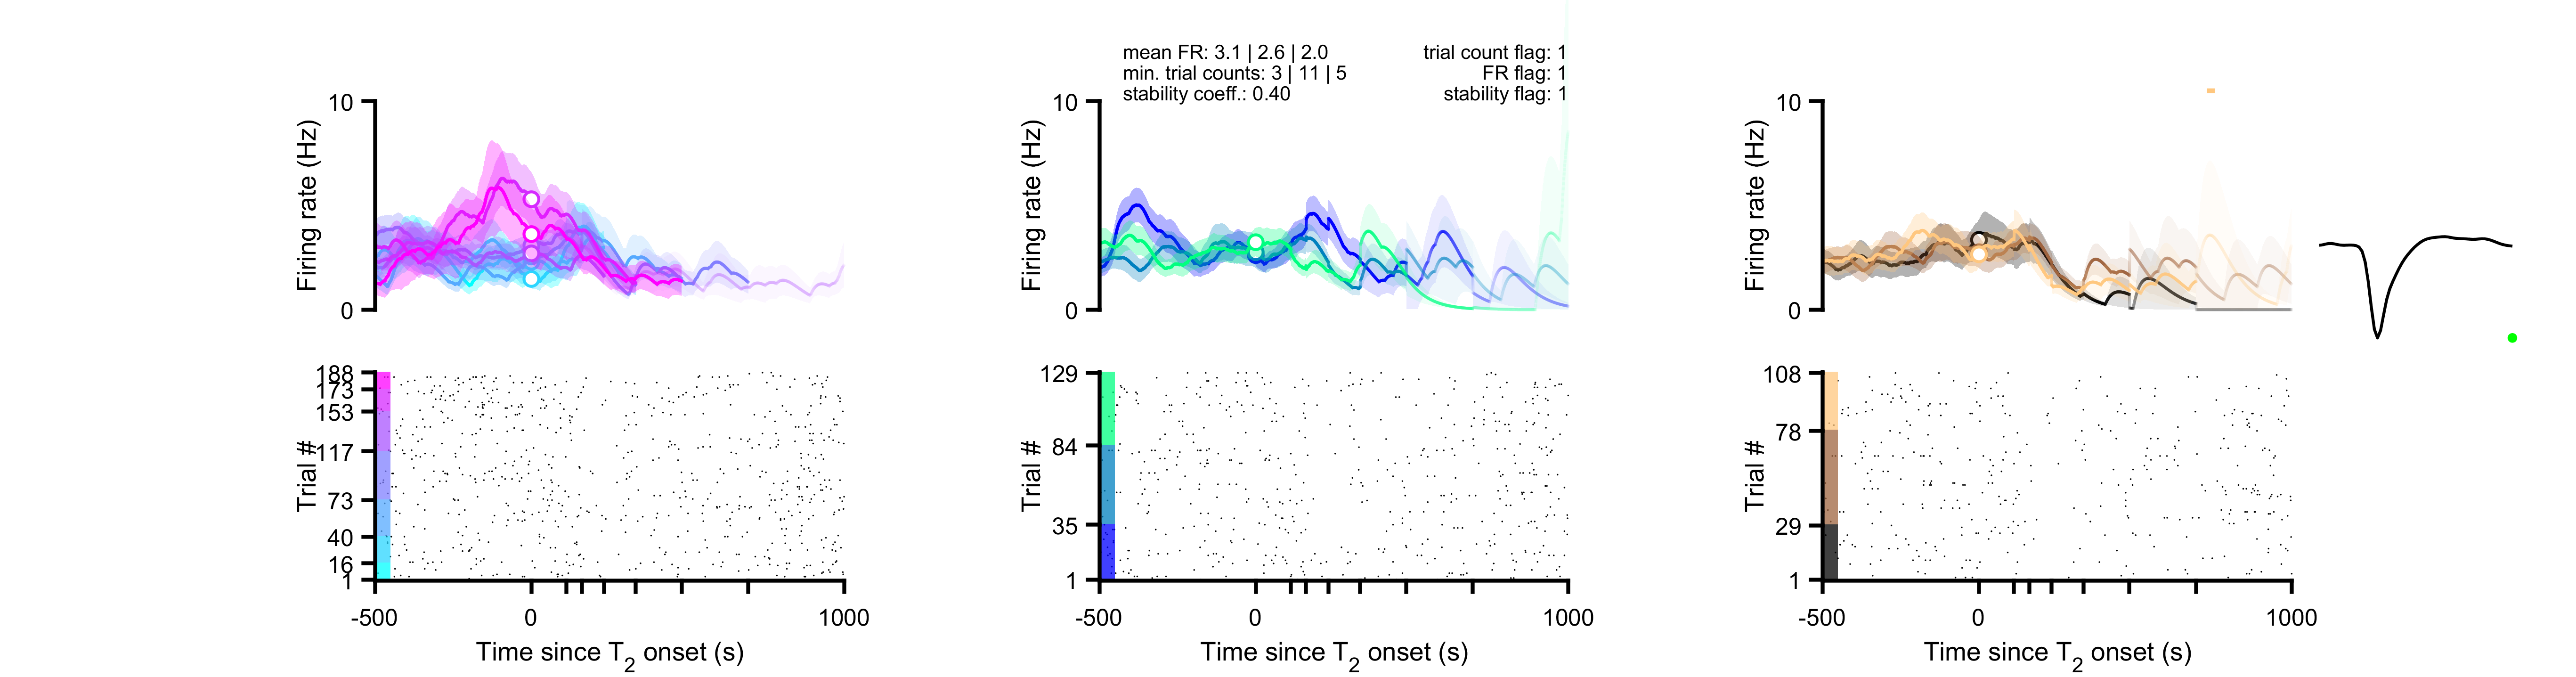 mean FR: 3.1 | 2.6 | 2.0
min. trial counts: 3 | 11 | 5
stability coeff.: 0.40
trial count flag: 1
FR flag: 1
stability flag: 1
10
Firing rate (Hz)
0
10
Firing rate (Hz)
0
10
Firing rate (Hz)
0
188
173
153
117
73
40
16
1
Trial #
-500
0
1000
Time since T2 onset (s)
129
84
35
1
Trial #
-500
0
1000
Time since T2 onset (s)
108
78
29
1
Trial #
-500
0
1000
Time since T2 onset (s)